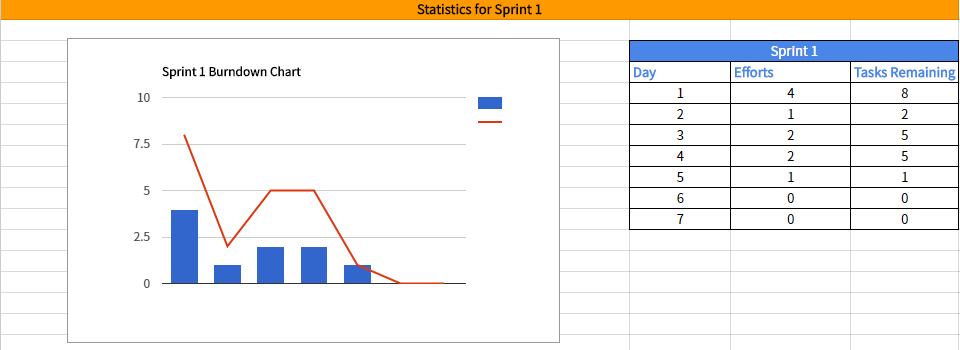 Statistics for Sprint 1
Sprint 1 Burndown Chart
10
7.5
5
2.5
0
Sprint 1
Day Efforts Tasks Remaining
1 4 8
2 1 2
3 2 5
4 2 5
5 1 1
6 0 0
7 0 0